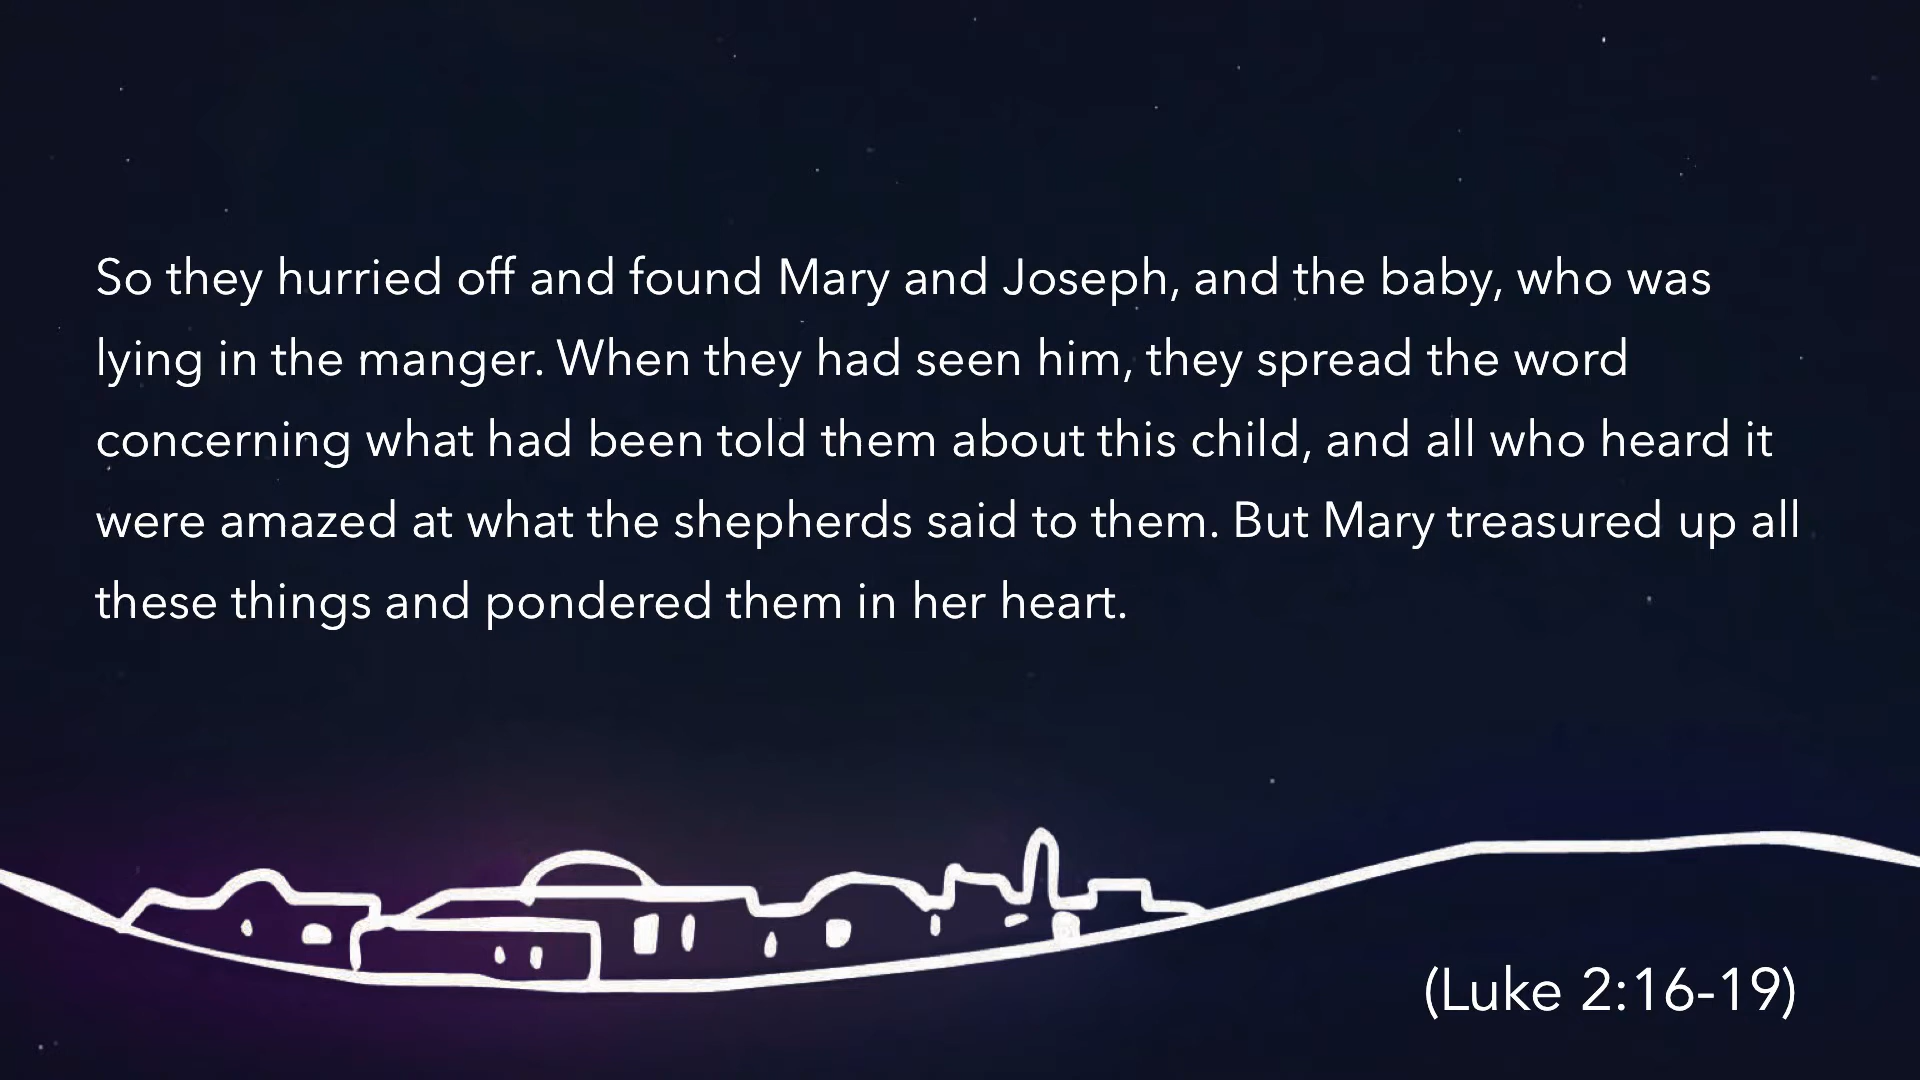 So they hurried off and found Mary and Joseph, and the baby, who was
lying in the manger. When they had seen him, they spread the word
concerning what had been told them about this child, and all who heard it
were amazed at what the shepherds said to them. But Mary treasured up all
these things and pondered them in her heart.
(Luke 2:16-19)